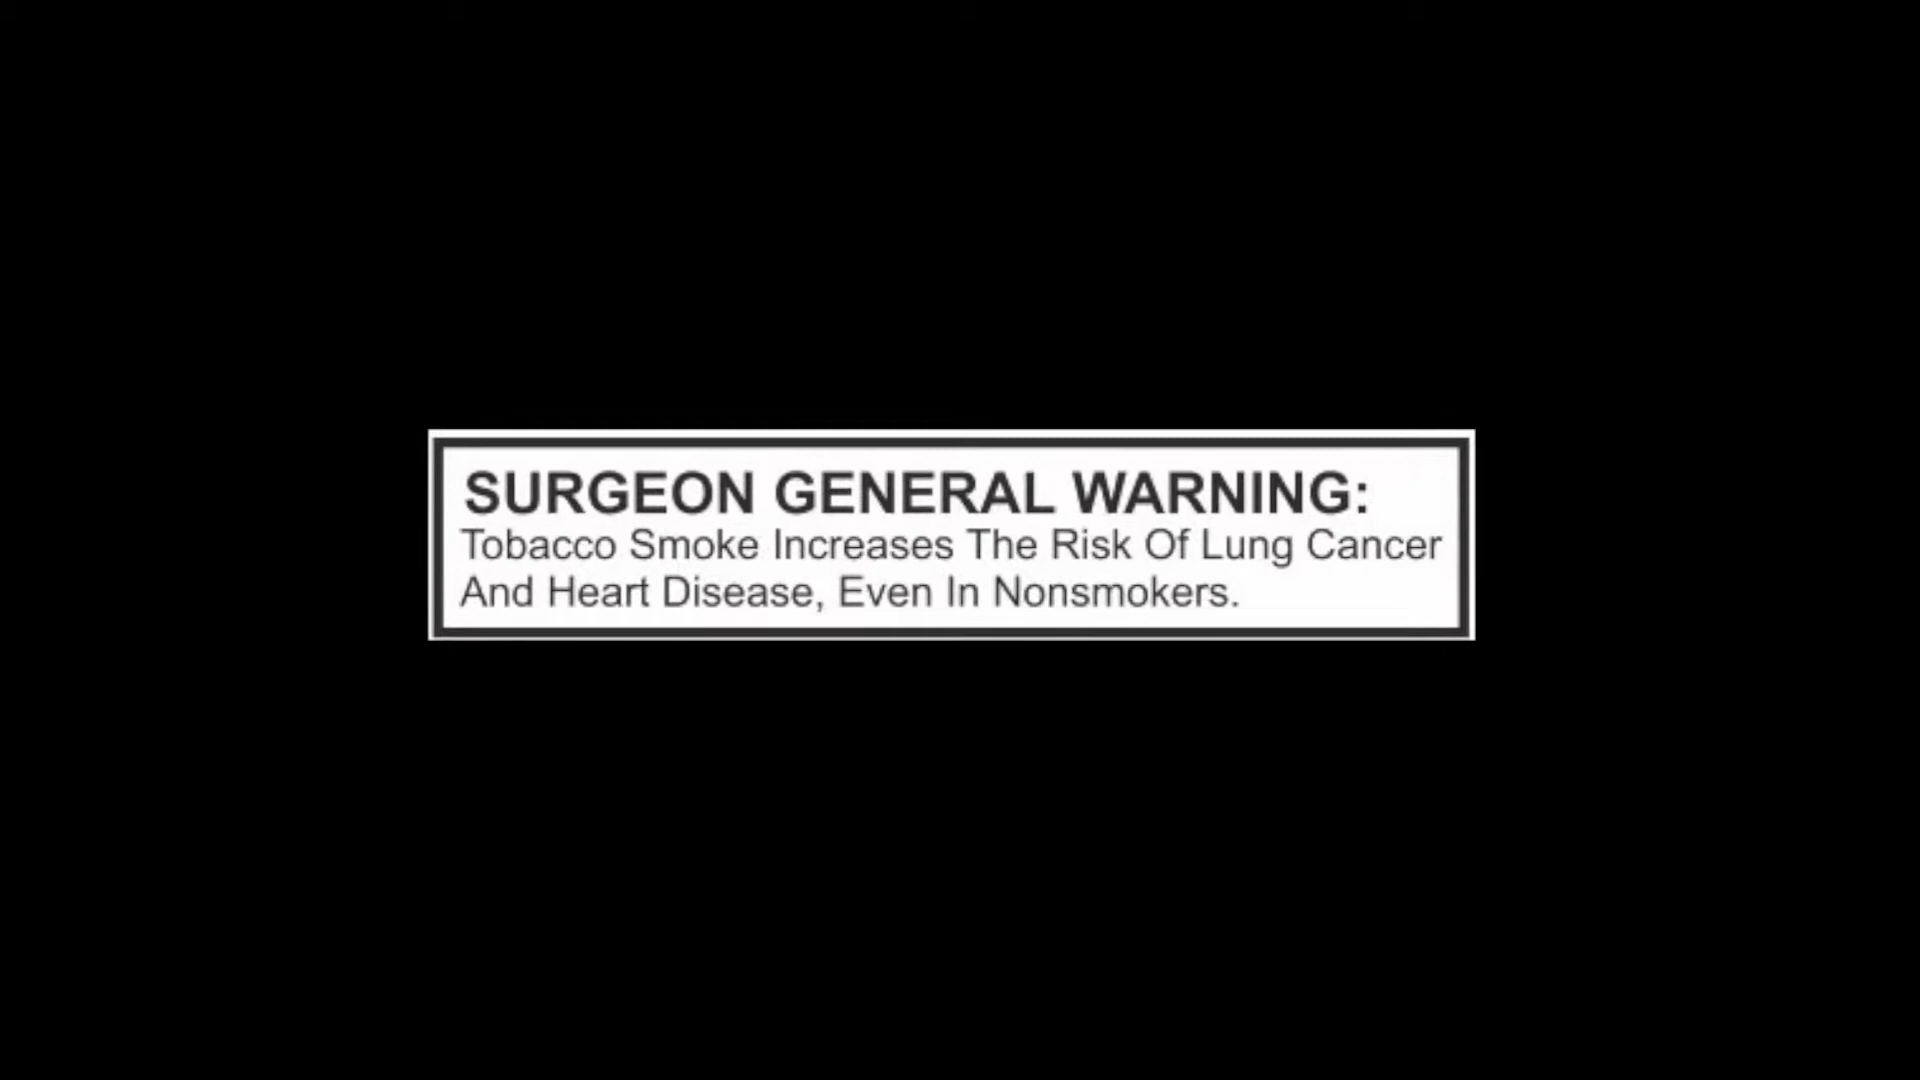 SURGEON GENERAL WARNING:
Tobacco Smoke Increases The Risk Of Lung Cancer
And Heart Disease, Even In Nonsmokers.